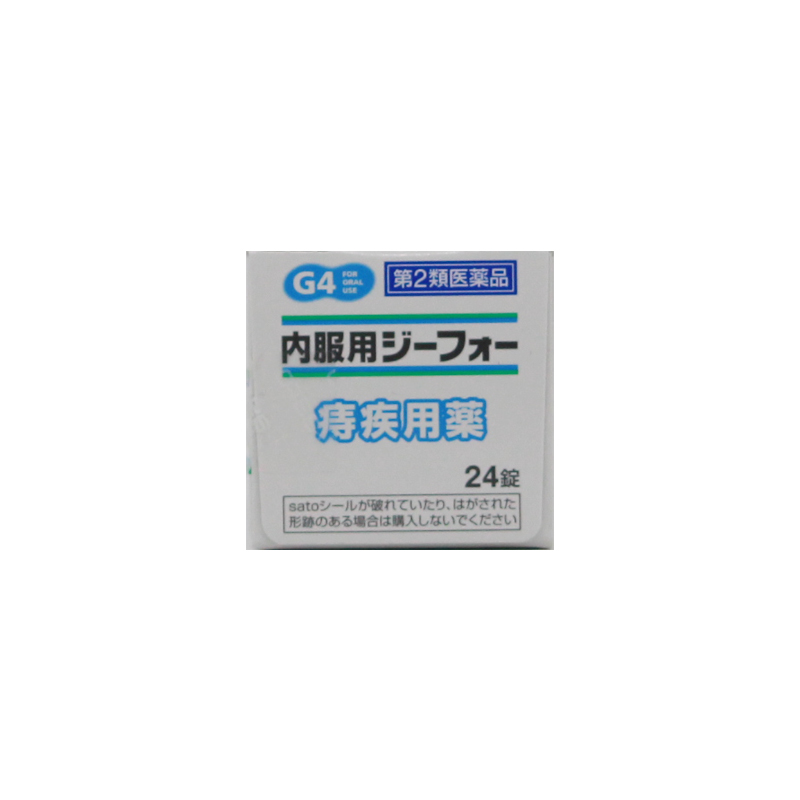 G4 FOR ORAL USE
第2類医薬品
内服用ジーフォー
痔疾用薬
24錠
satoシールが破れていたり、はがされた
形跡のある場合は購入しないでください